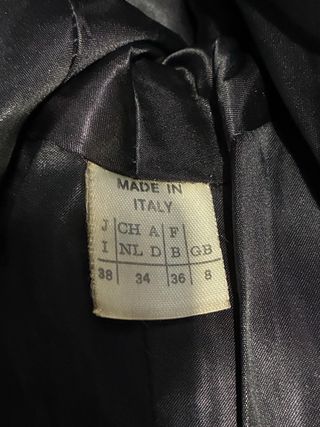 MADE IN
ITALY
J CH A F
I NL D B GB
38 34 36 8